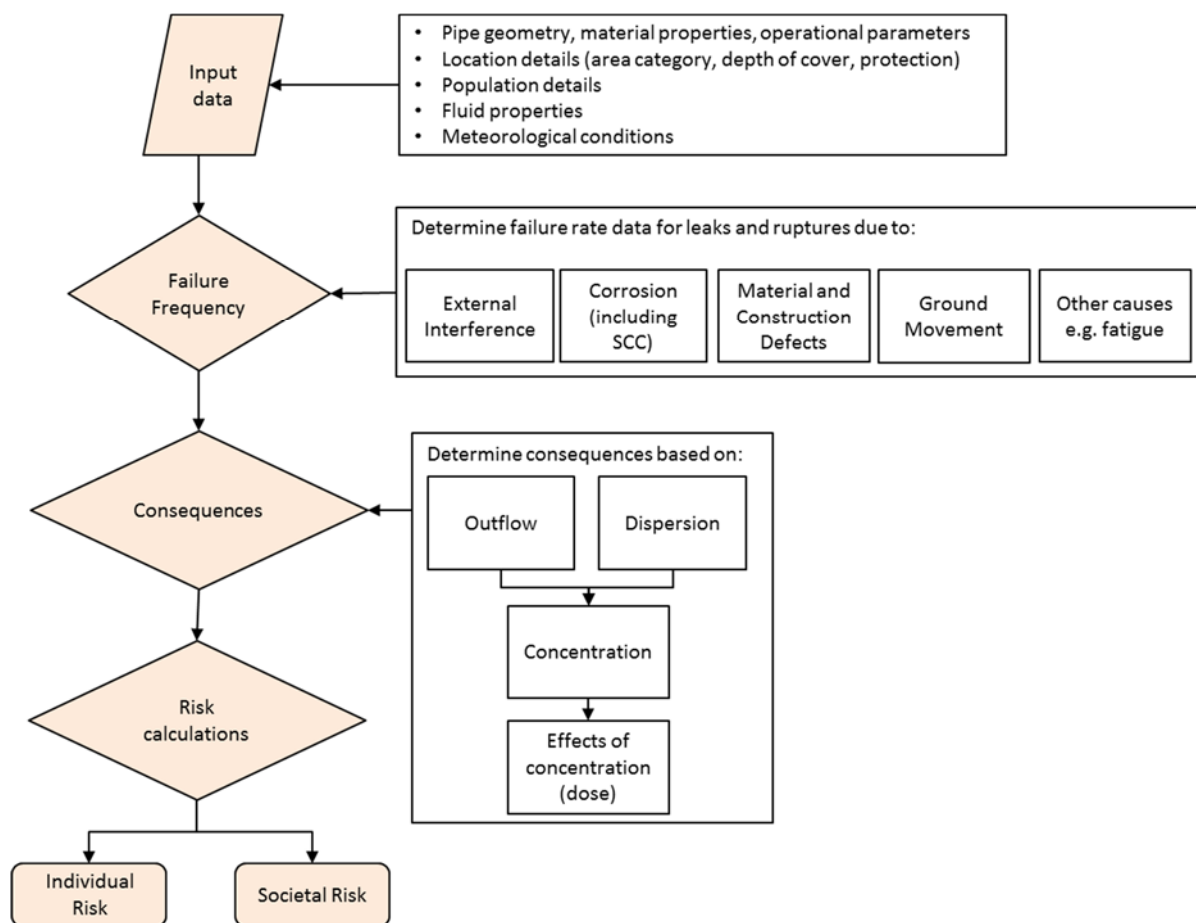 Input
data
• Pipe geometry, material properties, operational parameters
• Location details (area category, depth of cover, protection)
• Population details
• Fluid properties
• Meteorological conditions
Failure
Frequency
Determine failure rate data for leaks and ruptures due to:
External
Interference
Corrosion
(including
SCC)
Material and
Construction
Defects
Ground
Movement
Other causes
e.g. fatigue
Consequences
Determine consequences based on:
Outflow
Dispersion
Concentration
Effects of
concentration
(dose)
Risk
calculations
Individual
Risk
Societal Risk